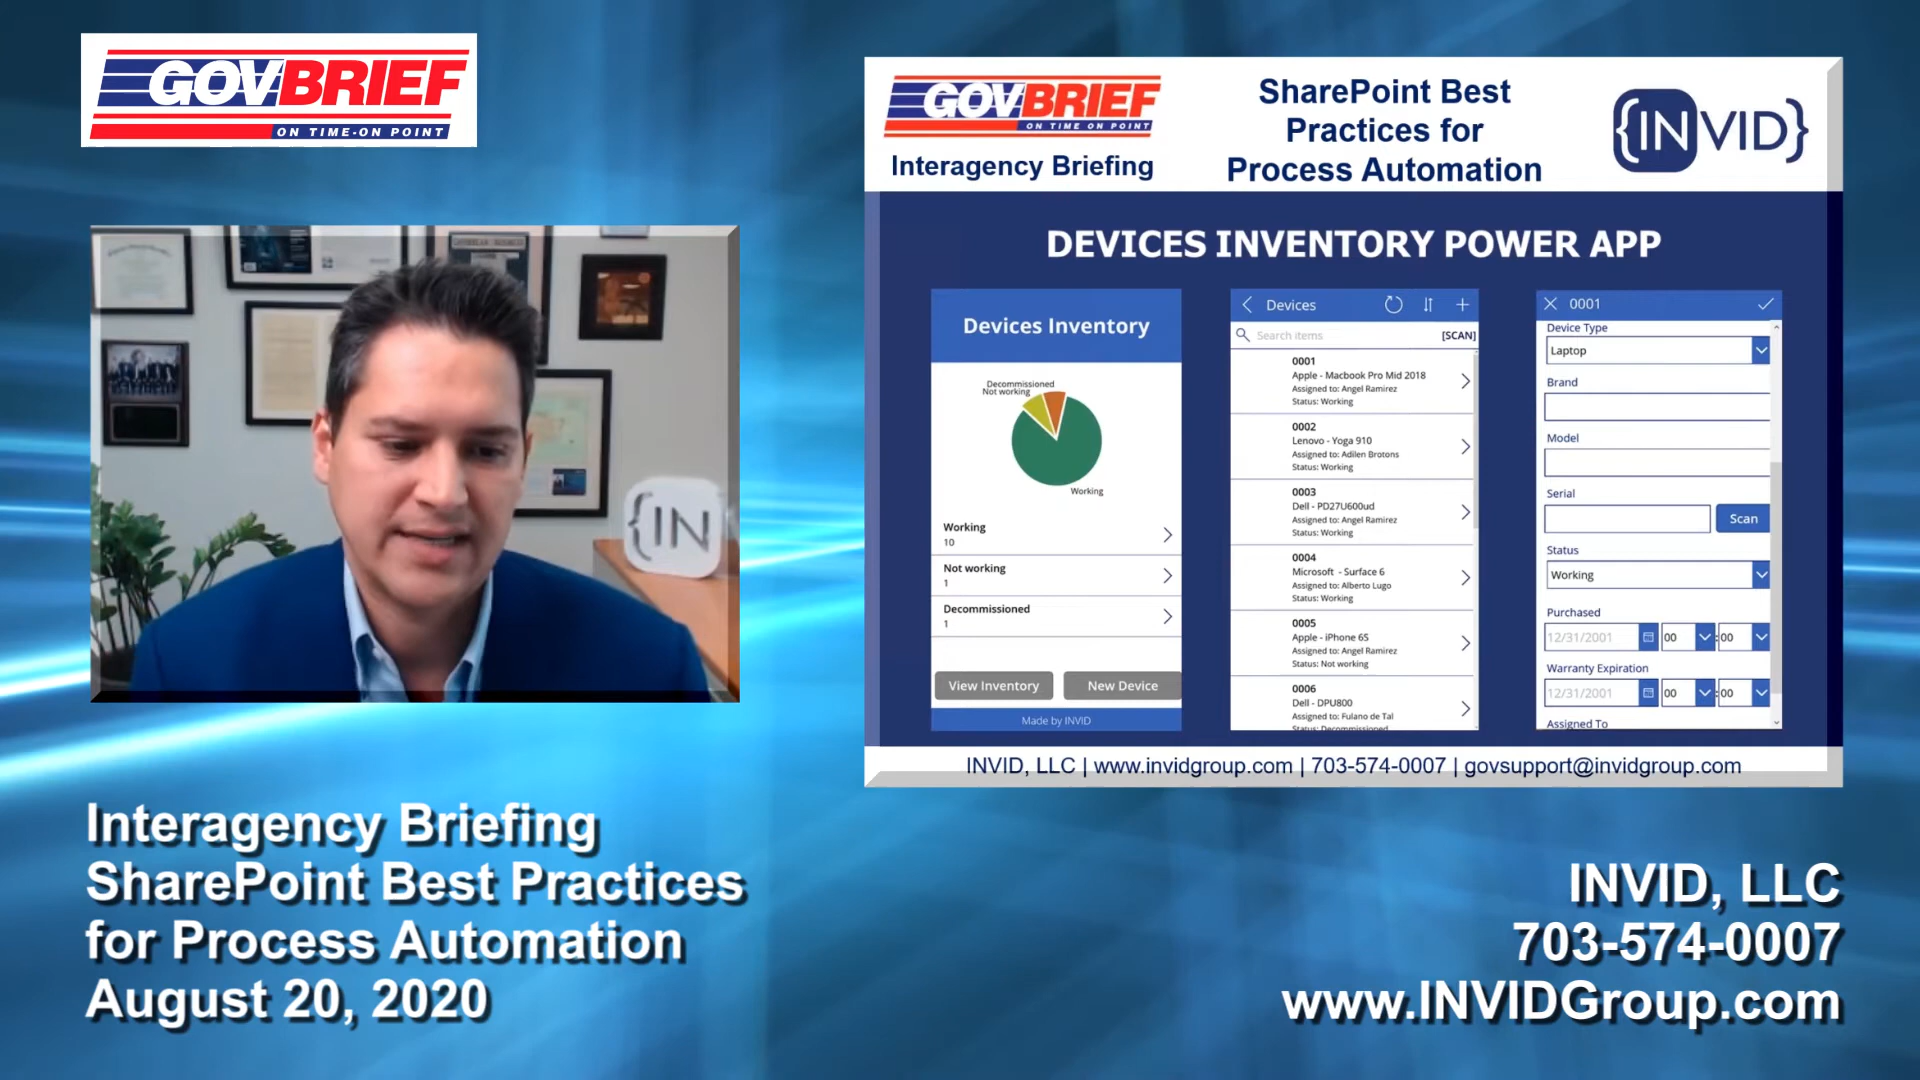 GOVBRIEF
ON TIME-ON POINT
{IN
Interagency Briefing
SharePoint Best Practices
for Process Automation
August 20, 2020
GOVBRIEF
ON TIME ON POINT
Interagency Briefing
SharePoint Best
Practices for
Process Automation
{INVID}
DEVICES INVENTORY POWER APP
Devices Inventory
Decommissioned
Not working
Working
Working
10
Not working
1
Decommissioned
1
View Inventory
New Device
Made by INVID
Devices
Search items
[SCAN]
0001
Apple - Macbook Pro Mid 2018
Assigned to: Angel Ramirez
Status: Working
0002
Lenovo - Yoga 910
Assigned to: Adilen Brotons
Status: Working
0003
Dell - PD27U600ud
Assigned to: Angel Ramirez
Status: Working
0004
Microsoft - Surface 6
Assigned to: Alberto Lugo
Status: Working
0005
Apple - iPhone 6S
Assigned to: Angel Ramirez
Status: Not working
0006
Dell - DPU800
Assigned to: Fulano de Tal
Status: Decommissioned
0001
Device Type
Laptop
Brand
Model
Serial
Scan
Status
Working
Purchased
12/31/2001 00 : 00
Warranty Expiration
12/31/2001 00 : 00
Assigned To
INVID, LLC | www.invidgroup.com | 703-574-0007 | govsupport@invidgroup.com
INVID, LLC
703-574-0007
www.INVIDGroup.com